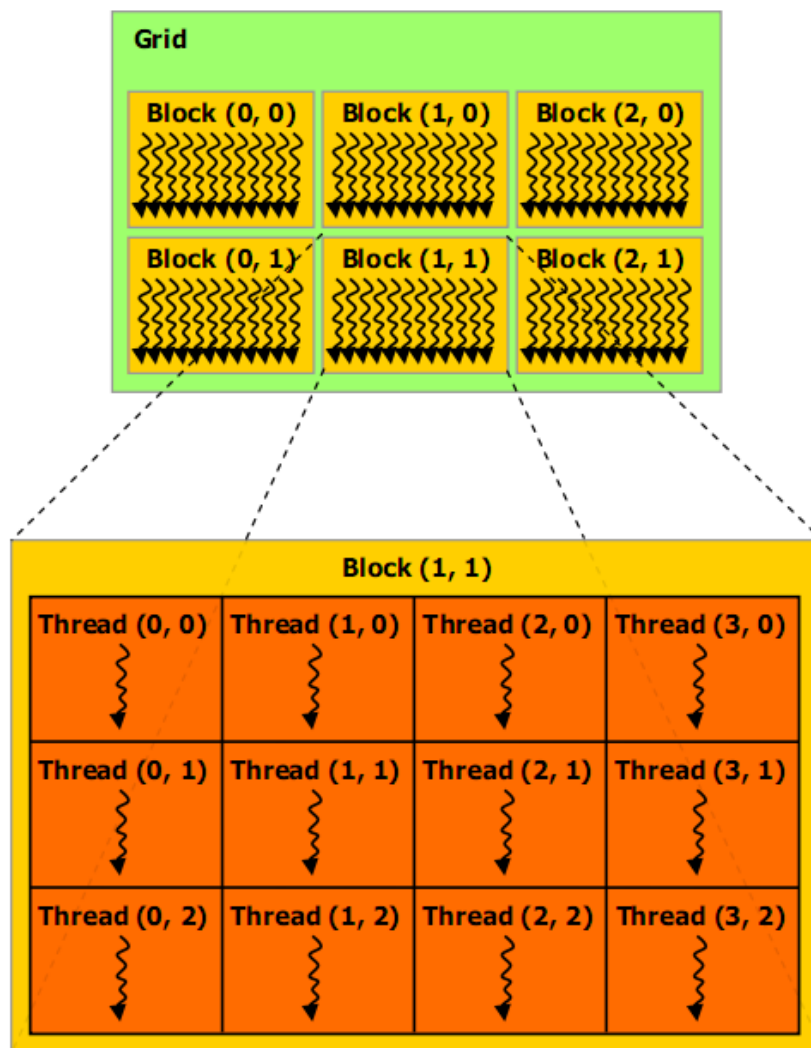 Grid
Block (0, 0) Block (1, 0) Block (2, 0)
Block (0, 1) Block (1, 1) Block (2, 1)
Block (1, 1)
Thread (0, 0) Thread (1, 0) Thread (2, 0) Thread (3, 0)
Thread (0, 1) Thread (1, 1) Thread (2, 1) Thread (3, 1)
Thread (0, 2) Thread (1, 2) Thread (2, 2) Thread (3, 2)